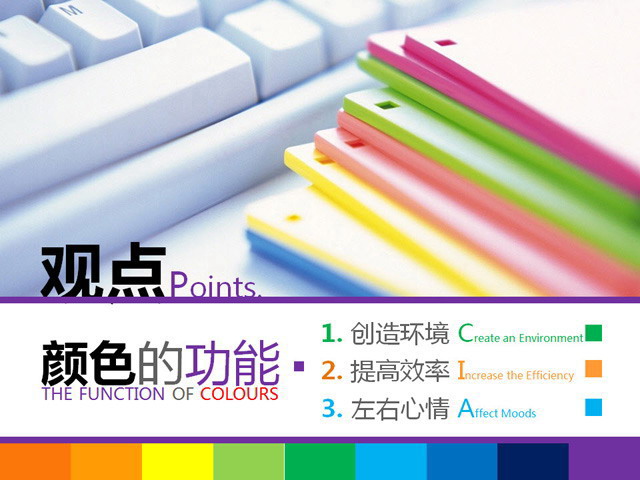 M
观点Points.
颜色的功能
THE FUNCTION OF COLOURS
1. 创造环境 Create an Environment
2. 提高效率 Increase the Efficiency
3. 左右心情 Affect Moods